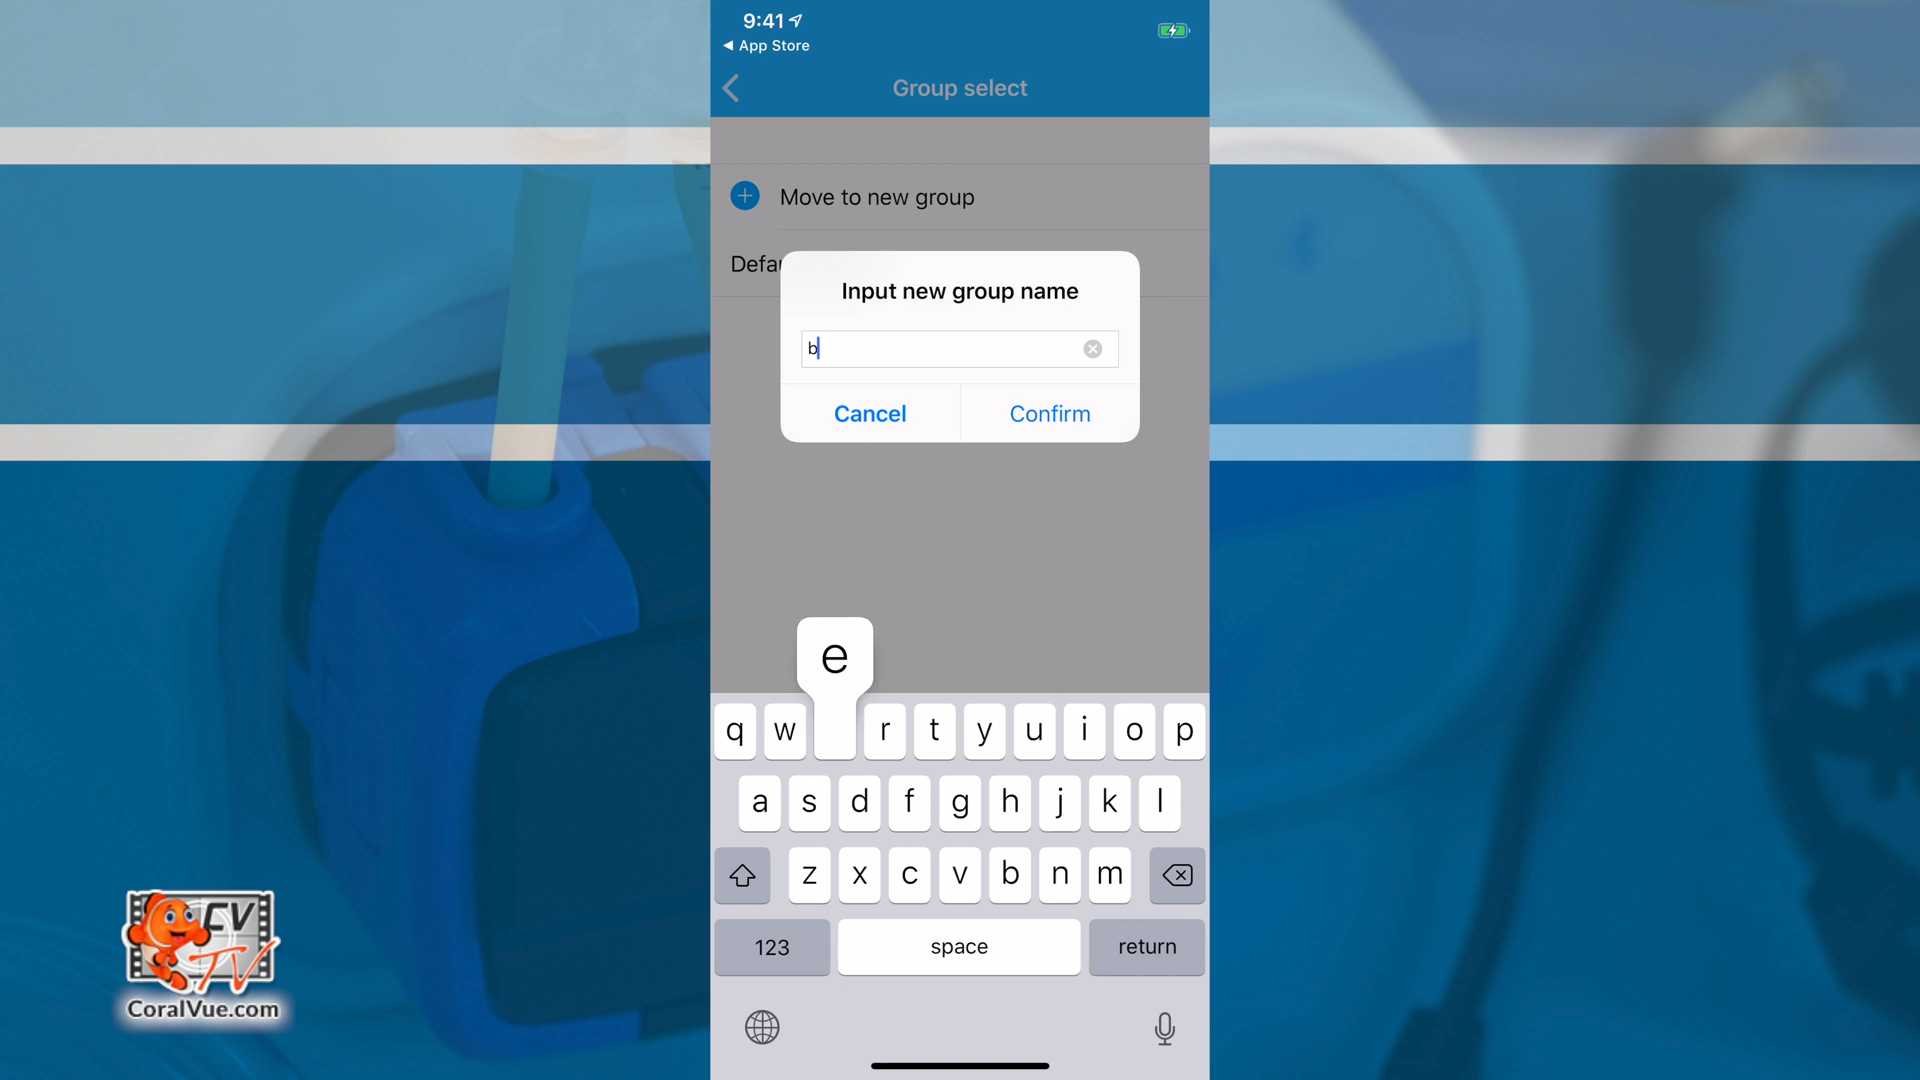 9:41
◀ App Store
Group select
Move to new group
Defau
Input new group name
b
Cancel
Confirm
e
q w r t y u i o p
a s d f g h j k l
z x c v b n m
123 space return
CV
TV
CoralVue.com